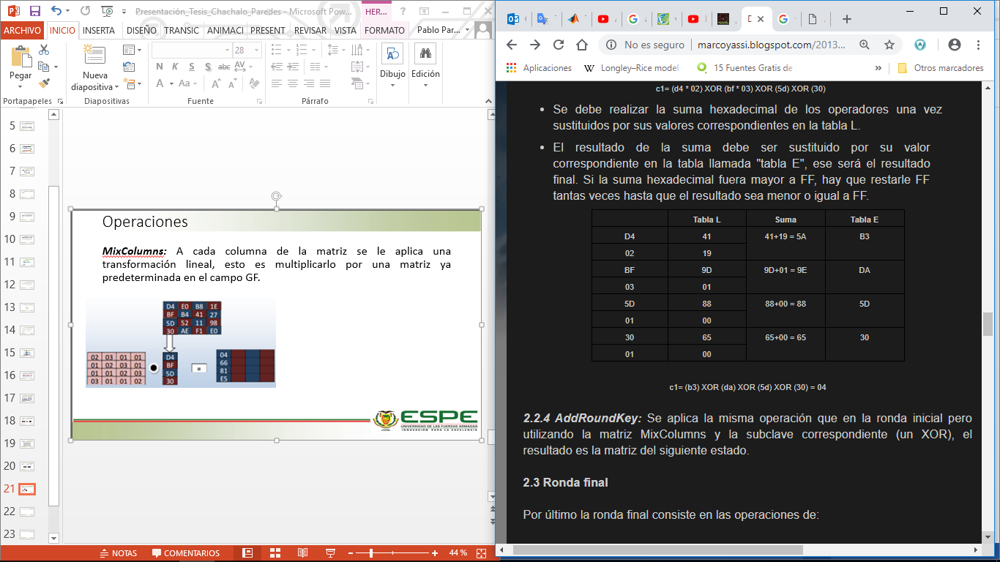 Presentación_Tesis_Chachalo_Paredes - Microsoft Pow...
HER...
ARCHIVO INICIO INSERTA DISEÑO TRANSIC ANIMACI PRESENT REVISAR VISTA FORMATO Pablo Par...
Pegar
Nueva
diapositiva
28
N K S S abc AV
A Aa A A
Dibujo
Edición
Portapapeles
Diapositivas
Fuente
Párrafo
5
6
7
8
9
10
11
12
13
14
15
16
17
18
19
20
21
22
23
Operaciones
MixColumns: A cada columna de la matriz se le aplica una
transformación lineal, esto es multiplicarlo por una matriz ya
predeterminada en el campo GF.
D4 E0 B8 1E
BF B4 41 27
5D 52 11 98
30 AE F1 E0
02 03 01 01
01 02 03 01
01 01 02 03
03 01 01 02
D4
BF
5D
30
=
04
66
81
E5
ESPE
UNIVERSIDAD DE LAS FUERZAS ARMADAS
INNOVACIÓN PARA LA EXCELENCIA
NOTAS
COMENTARIOS
44 %
No es seguro | marcoyassi.blogspot.com/2013...
Aplicaciones
Longley–Rice model
15 Fuentes Gratis de
»
Otros marcadores
c1= (d4 * 02) XOR (bf * 03) XOR (5d) XOR (30)
• Se debe realizar la suma hexadecimal de los operadores una vez
sustituidos por sus valores correspondientes en la tabla L.
• El resultado de la suma debe ser sustituido por su valor
correspondiente en la tabla llamada "tabla E", ese será el resultado
final. Si la suma hexadecimal fuera mayor a FF, hay que restarle FF
tantas veces hasta que el resultado sea menor o igual a FF.
Tabla L Suma Tabla E
D4 41 41+19 = 5A B3
02 19
BF 9D 9D+01 = 9E DA
03 01
5D 88 88+00 = 88 5D
01 00
30 65 65+00 = 65 30
01 00
c1= (b3) XOR (da) XOR (5d) XOR (30) = 04
2.2.4 AddRoundKey: Se aplica la misma operación que en la ronda inicial pero
utilizando la matriz MixColumns y la subclave correspondiente (un XOR), el
resultado es la matriz del siguiente estado.
2.3 Ronda final
Por último la ronda final consiste en las operaciones de: